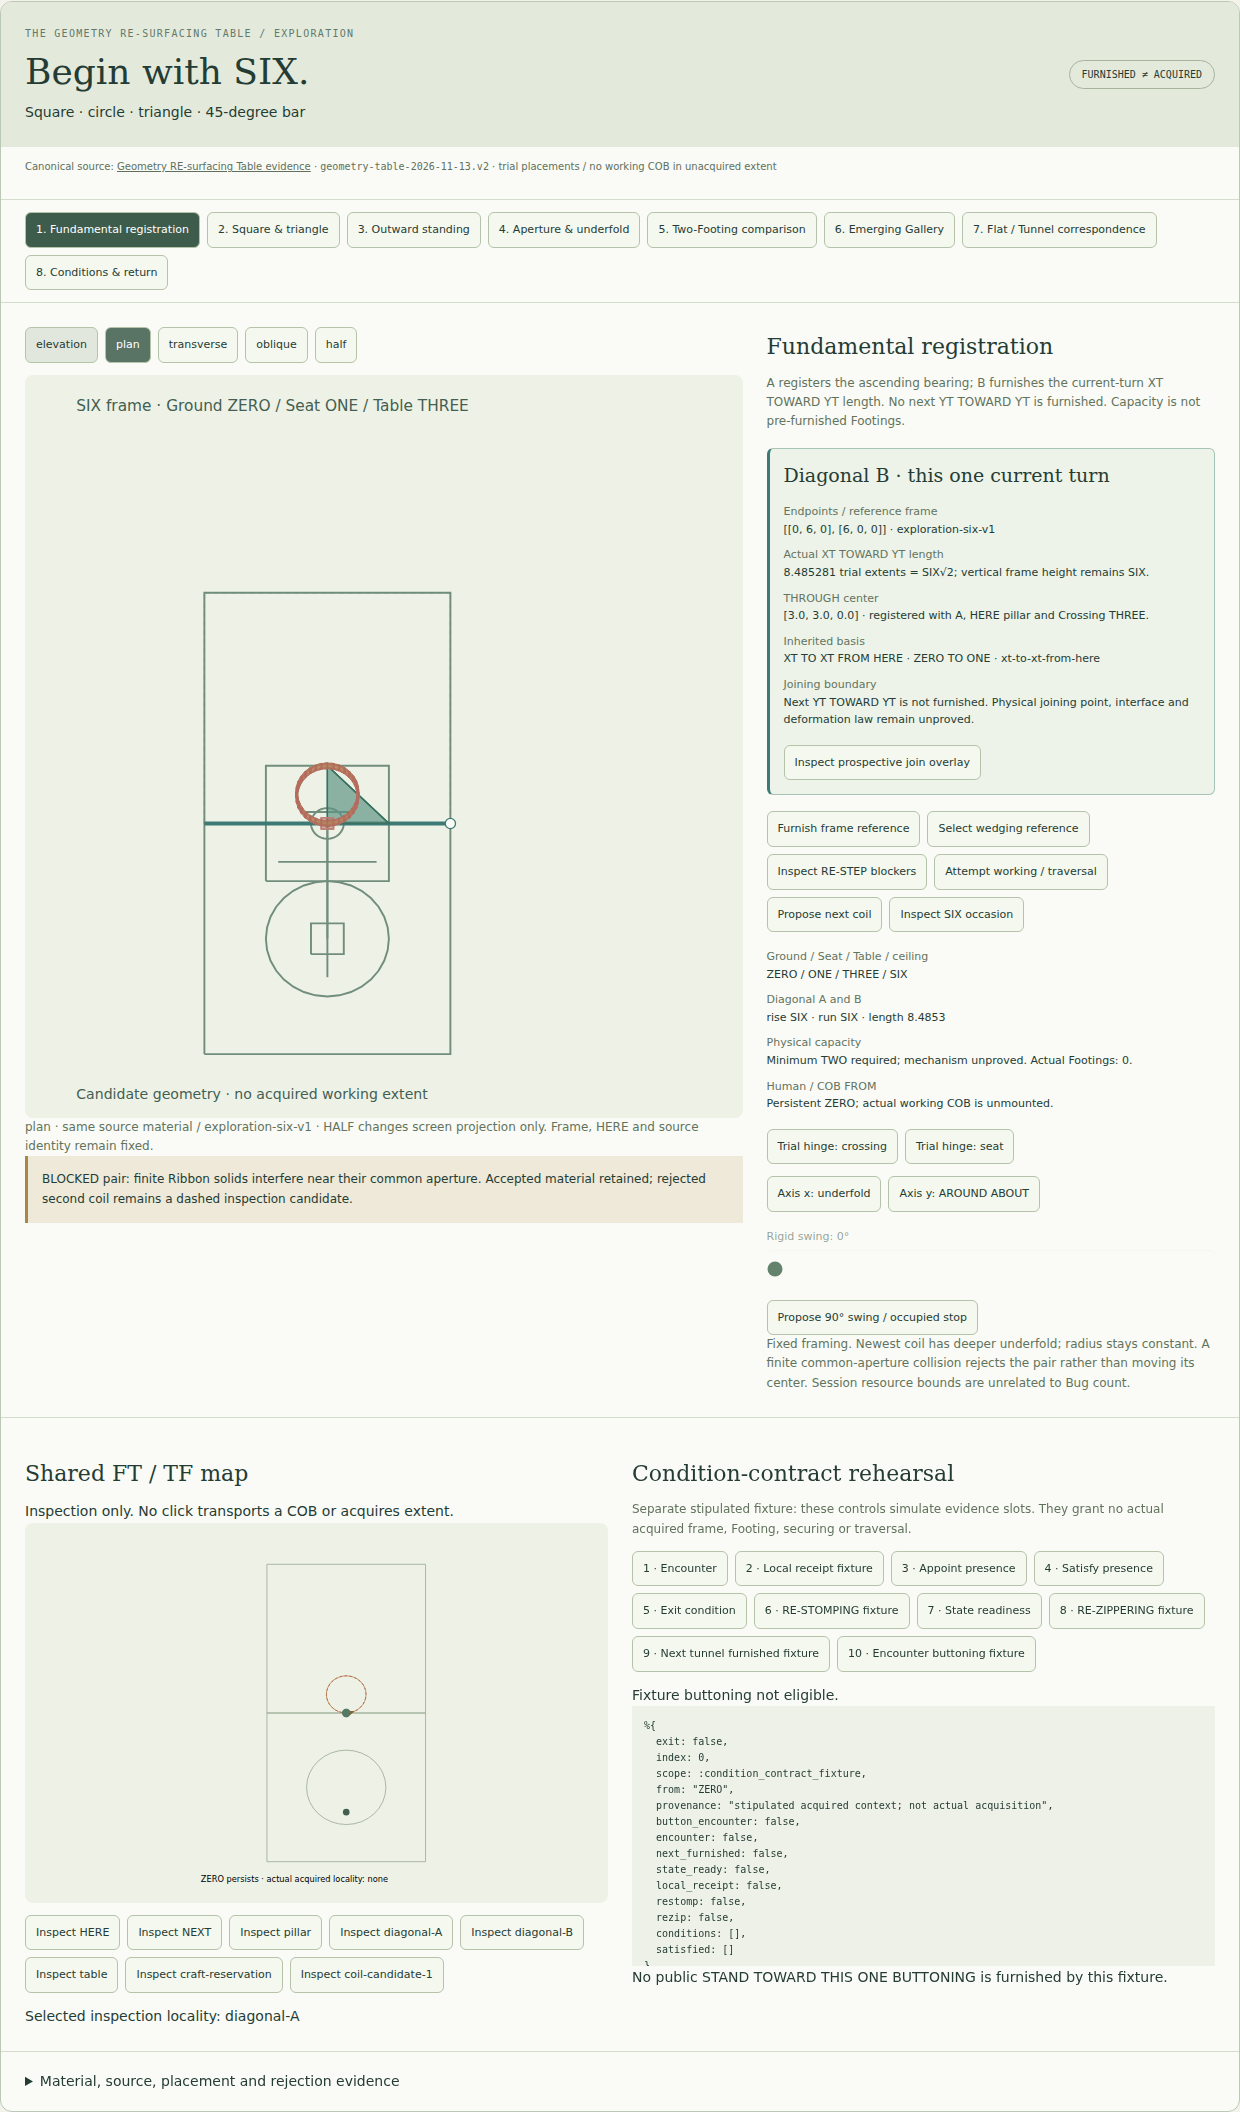 THE GEOMETRY RE-SURFACING TABLE / EXPLORATION
Begin with SIX.
Square · circle · triangle · 45-degree bar
FURNISHED ≠ ACQUIRED
Canonical source: Geometry RE-surfacing Table evidence · geometry-table-2026-11-13.v2 · trial placements / no working COB in unacquired extent
1. Fundamental registration
2. Square & triangle
3. Outward standing
4. Aperture & underfold
5. Two-Footing comparison
6. Emerging Gallery
7. Flat / Tunnel correspondence
8. Conditions & return
elevation
plan
transverse
oblique
half
SIX frame · Ground ZERO / Seat ONE / Table THREE
Candidate geometry · no acquired working extent
plan · same source material / exploration-six-v1 · HALF changes screen projection only. Frame, HERE and source
identity remain fixed.
BLOCKED pair: finite Ribbon solids interfere near their common aperture. Accepted material retained; rejected
second coil remains a dashed inspection candidate.
Fundamental registration
A registers the ascending bearing; B furnishes the current-turn XT
TOWARD YT length. No next YT TOWARD YT is furnished. Capacity is not
pre-furnished Footings.
Diagonal B · this one current turn
Endpoints / reference frame
[[0, 6, 0], [6, 0, 0]] · exploration-six-v1
Actual XT TOWARD YT length
8.485281 trial extents = SIX√2; vertical frame height remains SIX.
THROUGH center
[3.0, 3.0, 0.0] · registered with A, HERE pillar and Crossing THREE.
Inherited basis
XT TO XT FROM HERE · ZERO TO ONE · xt-to-xt-from-here
Joining boundary
Next YT TOWARD YT is not furnished. Physical joining point, interface and
deformation law remain unproved.
Inspect prospective join overlay
Furnish frame reference
Select wedging reference
Inspect RE-STEP blockers
Attempt working / traversal
Propose next coil
Inspect SIX occasion
Ground / Seat / Table / ceiling
ZERO / ONE / THREE / SIX
Diagonal A and B
rise SIX · run SIX · length 8.4853
Physical capacity
Minimum TWO required; mechanism unproved. Actual Footings: 0.
Human / COB FROM
Persistent ZERO; actual working COB is unmounted.
Trial hinge: crossing
Trial hinge: seat
Axis x: underfold
Axis y: AROUND ABOUT
Rigid swing: 0°
Propose 90° swing / occupied stop
Fixed framing. Newest coil has deeper underfold; radius stays constant. A
finite common-aperture collision rejects the pair rather than moving its
center. Session resource bounds are unrelated to Bug count.
Shared FT / TF map
Inspection only. No click transports a COB or acquires extent.
ZERO persists · actual acquired locality: none
Inspect HERE
Inspect NEXT
Inspect pillar
Inspect diagonal-A
Inspect diagonal-B
Inspect table
Inspect craft-reservation
Inspect coil-candidate-1
Selected inspection locality: diagonal-A
Condition-contract rehearsal
Separate stipulated fixture: these controls simulate evidence slots. They grant no actual
acquired frame, Footing, securing or traversal.
1 · Encounter
2 · Local receipt fixture
3 · Appoint presence
4 · Satisfy presence
5 · Exit condition
6 · RE-STOMPING fixture
7 · State readiness
8 · RE-ZIPPERING fixture
9 · Next tunnel furnished fixture
10 · Encounter buttoning fixture
Fixture buttoning not eligible.
%{
exit: false,
index: 0,
scope: :condition_contract_fixture,
from: "ZERO",
provenance: "stipulated acquired context; not actual acquisition",
button_encounter: false,
encounter: false,
next_furnished: false,
state_ready: false,
local_receipt: false,
restomp: false,
rezip: false,
conditions: [],
satisfied: []
}
No public STAND TOWARD THIS ONE BUTTONING is furnished by this fixture.
Material, source, placement and rejection evidence